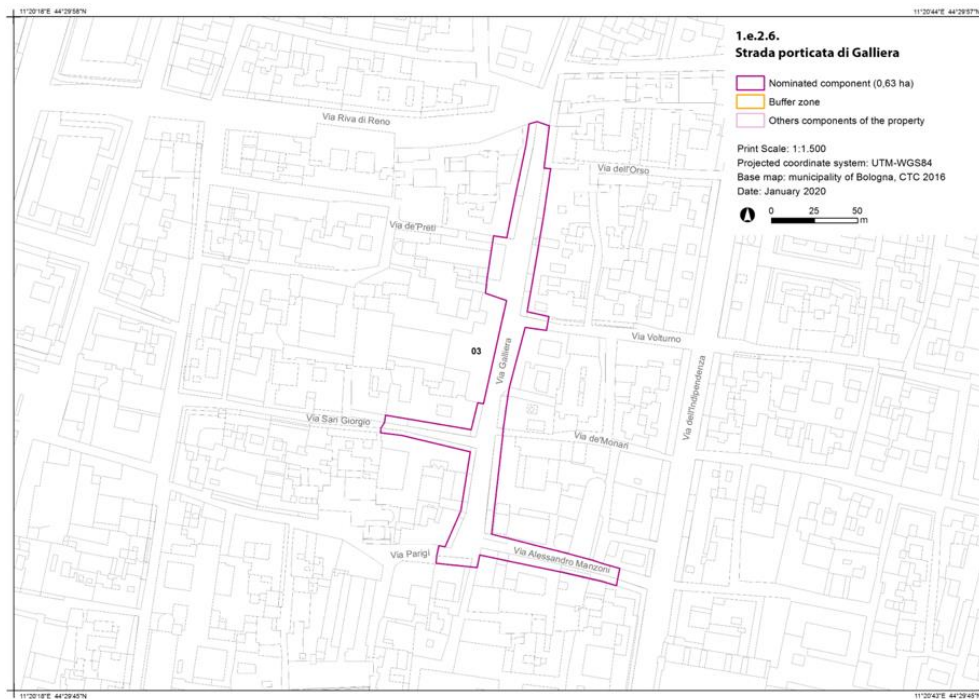 11°20'18"E 44°29'58"N
11°20'44"E 44°29'57"N
1.e.2.6.
Strada porticata di Galliera
Nominated component (0,63 ha)
Buffer zone
Others components of the property
Print Scale: 1:1.500
Projected coordinate system: UTM-WGS84
Base map: municipality of Bologna, CTC 2016
Date: January 2020
0 25 50
m
Via Riva di Reno
Via dell'Orso
Via de'Preti
Via Volturno
03
Via Galliera
Via dell'Indipendenza
Via San Giorgio
Via de'Monari
Via Parigi
Via Alessandro Manzoni
11°20'18"E 44°29'45"N
11°20'43"E 44°29'45"N